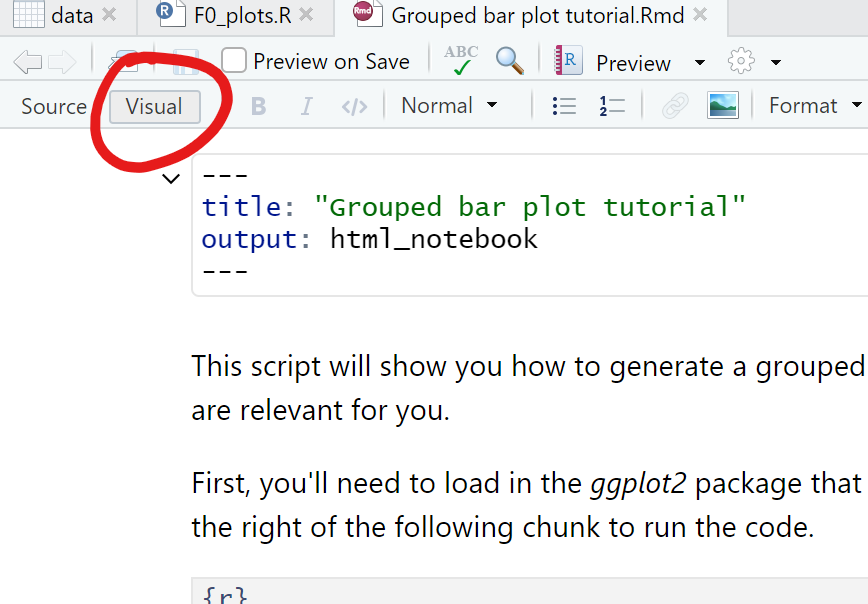 data F0_plots.R Grouped bar plot tutorial.Rmd
Preview on Save ABC R Preview
Source Visual B I </> Normal Format
---
title: "Grouped bar plot tutorial"
output: html_notebook
---
This script will show you how to generate a grouped
are relevant for you.
First, you'll need to load in the ggplot2 package that
the right of the following chunk to run the code.
{r}